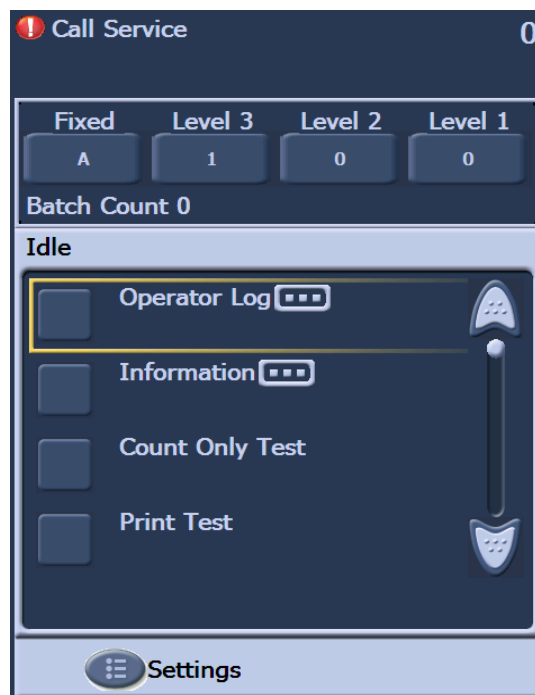 Call Service 0
Fixed Level 3 Level 2 Level 1
A 1 0 0
Batch Count 0
Idle
Operator Log
Information
Count Only Test
Print Test
Settings